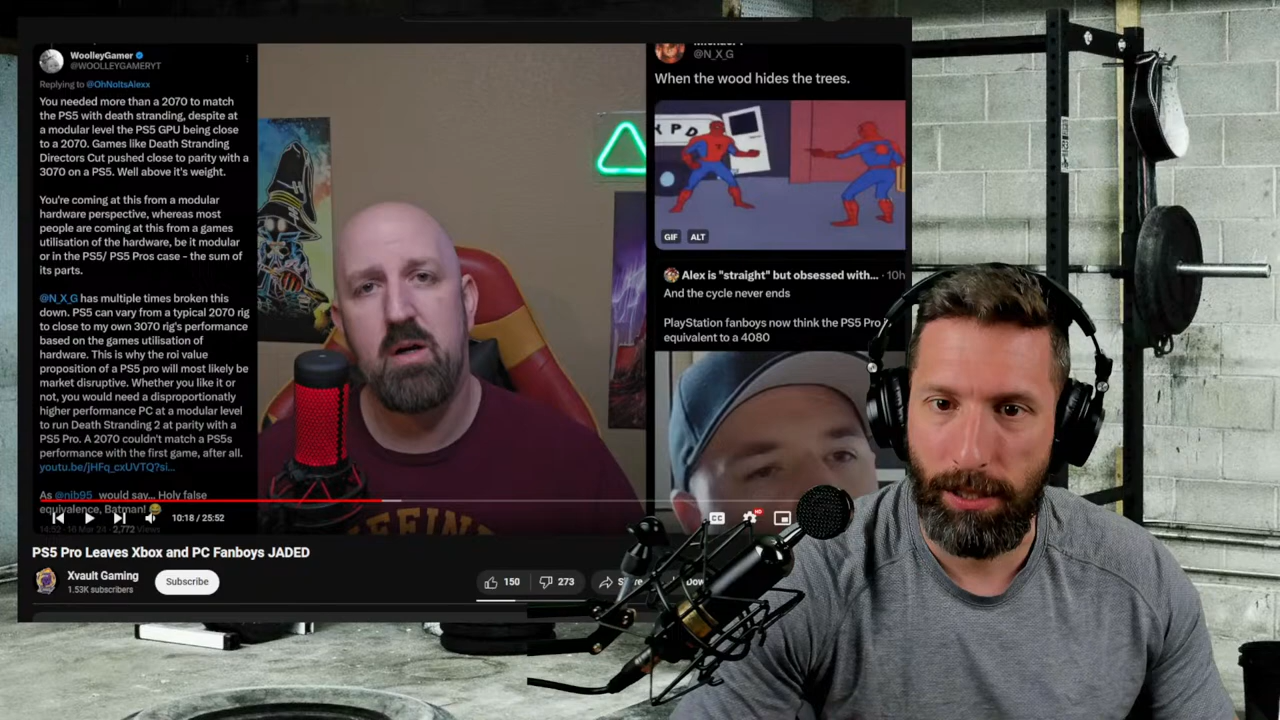 WoolleyGamer
@WOOLLEYGAMERYT
Replying to @OhNoItsAlexx
You needed more than a 2070 to match
the PS5 with death stranding, despite at
a modular level the PS5 GPU being close
to a 2070. Games like Death Stranding
Directors Cut pushed close to parity with a
3070 on a PS5. Well above it's weight.
You're coming at this from a modular
hardware perspective, whereas most
people are coming at this from a games
utilisation of the hardware, be it modular
or in the PS5/ PS5 Pros case - the sum of
its parts.
@N_X_G has multiple times broken this
down. PS5 can vary from a typical 2070 rig
to close to my own 3070 rig's performance
based on the games utilisation of
hardware. This is why the roi value
proposition of a PS5 pro will most likely be
market disruptive. Whether you like it or
not, you would need a disproportionatly
higher performance PC at a modular level
to run Death Stranding 2 at parity with a
PS5 Pro. A 2070 couldn't match a PS5s
performance with the first game, after all.
youtu.be/jHFq_cxUVTQ?si...
As @nib95 would say... Holy false
equivalence, Batman!
2,772 Views
@N_X_G
When the wood hides the trees.
GIF ALT
Alex is "straight" but obsessed with... · 10h
And the cycle never ends
PlayStation fanboys now think the PS5 Pro
equivalent to a 4080
10:18 / 25:52
CC
HD
PS5 Pro Leaves Xbox and PC Fanboys JADED
Xvault Gaming
1.53K subscribers
Subscribe
150
273